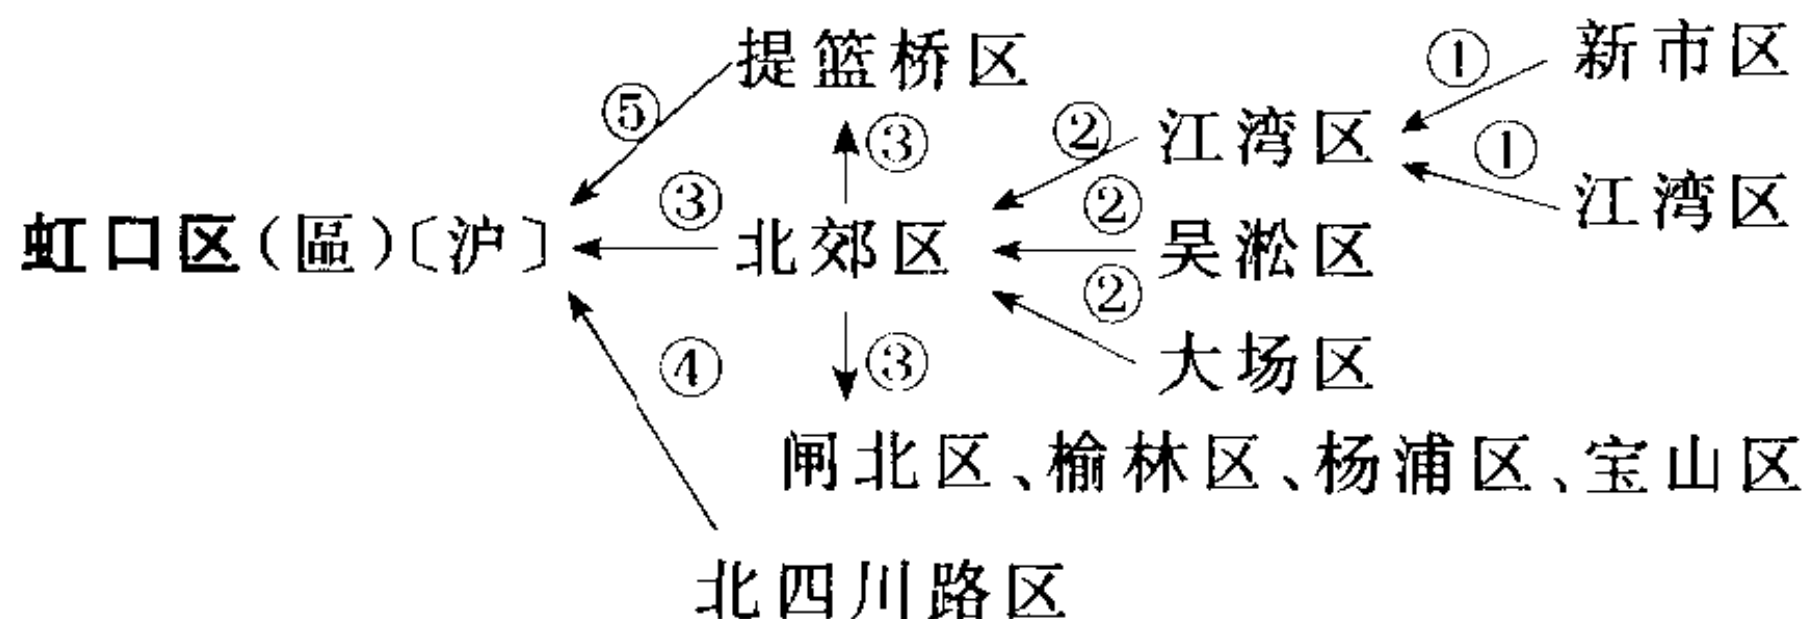 提篮桥区
① 新市区
⑤ ③ ② 江湾区 ①
江湾区
虹口区(區)〔沪〕 ③ 北郊区 ② 吴淞区
④ ③ ② 大场区
闸北区、榆林区、杨浦区、宝山区
北四川路区